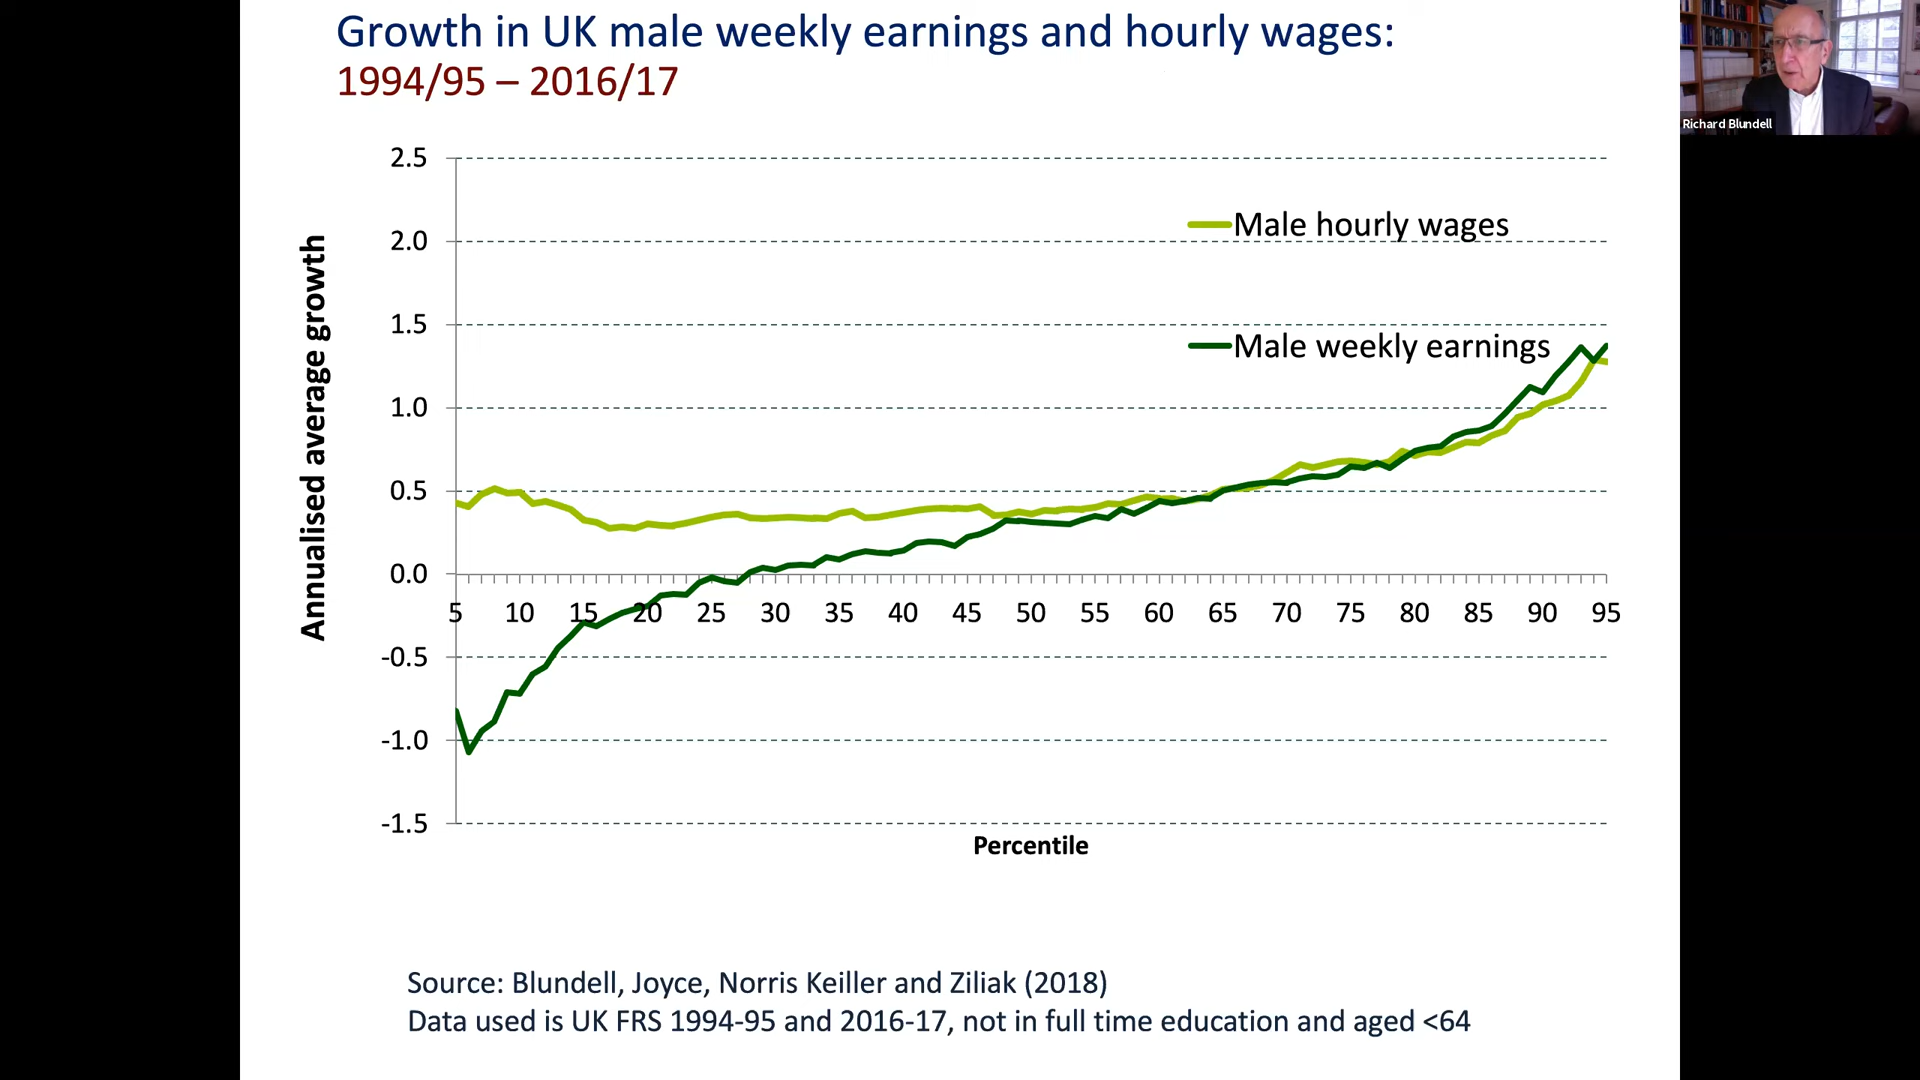 Growth in UK male weekly earnings and hourly wages:
1994/95 – 2016/17
Richard Blundell
2.5
2.0
1.5
1.0
0.5
0.0
-0.5
-1.0
-1.5
Annualised average growth
Male hourly wages
Male weekly earnings
5 10 15 20 25 30 35 40 45 50 55 60 65 70 75 80 85 90 95
Percentile
Source: Blundell, Joyce, Norris Keiller and Ziliak (2018)
Data used is UK FRS 1994-95 and 2016-17, not in full time education and aged <64